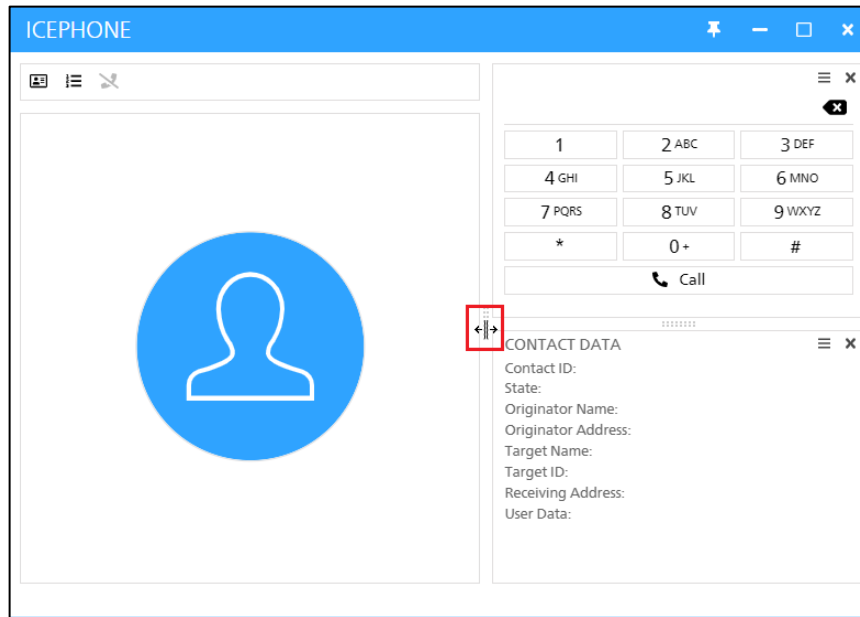 ICEPHONE
1
2 ABC
3 DEF
4 GHI
5 JKL
6 MNO
7 PQRS
8 TUV
9 WXYZ
*
0 +
#
Call
CONTACT DATA
Contact ID:
State:
Originator Name:
Originator Address:
Target Name:
Target ID:
Receiving Address:
User Data: